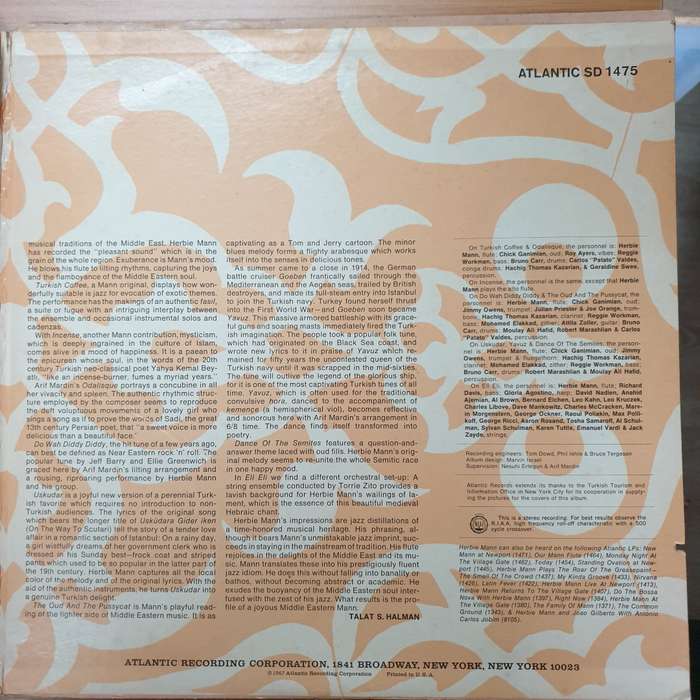 ATLANTIC SD 1475
musical traditions of the Middle East. Herbie Mann
has recorded the "pleasant sound" which is in the
grain of the whole region. Exuberance is Mann's mood.
He blows his flute to lilting rhythms, capturing the joys
and the flamboyance of the Middle Eastern soul.
Turkish Coffee, a Mann original, displays how won-
derfully suitable is jazz for evocation of exotic themes.
The performance has the makings of an authentic fasil,
a suite or fugue with an intriguing interplay between
the ensemble and occasional instrumental solos and
cadenzas.
With Incense, another Mann contribution, mysticism,
which is deeply ingrained in the culture of Islam,
comes alive in a mood of happiness. It is a paean to
the epicurean whose soul, in the words of the 20th
century Turkish neo-classical poet Yahya Kemal Bey-
atli, "like an incense-burner, fumes a myriad years."
Arif Mardin's Odalisque portrays a concubine in all
her vivacity and spleen. The authentic rhythmic struc-
ture employed by the composer seems to reproduce
the deft voluptuous movements of a lovely girl who
sings a song as if to prove the words of Sadi, the great
13th century Persian poet, that "a sweet voice is more
delicious than a beautiful face."
Do Wah Diddy Diddy, the hit tune of a few years ago,
can best be defined as Near Eastern rock 'n' roll. The
popular tune by Jeff Barry and Ellie Greenwich is
graced here by Arif Mardin's lilting arrangement and
a rousing, riproaring performance by Herbie Mann
and his group.
Uskudar is a joyful new version of a perennial Turk-
ish favorite which requires no introduction to non-
Turkish audiences. The lyrics of the original song
which bears the longer title of Usküdara Gider iken
(On The Way to Scutari) tell the story of a tender love
affair in a romantic section of Istanbul: On a rainy day,
a girl wistfully dreams of her government clerk who is
dressed in his Sunday best—frock coat and striped
pants which used to be popular in the latter part of
the 19th century. Herbie Mann captures all the local
color of the melody and of the original lyrics. With the
aid of the authentic instruments, he turns Uskudar into
a genuine Turkish delight.
The Oud And The Pussycat is Mann's playful read-
ing of the lighter side of Middle Eastern music. It is as
captivating as a Tom and Jerry cartoon. The minor
blues melody forms a flighty arabesque which works
itself into the senses in delicious tones.
As summer came to a close in 1914, the German
battle cruiser Goeben frantically sailed through the
Mediterranean and the Aegean seas, trailed by British
destroyers, and made its full-steam entry into Istanbul
to join the Turkish navy. Turkey found herself thrust
into the First World War – and Goeben soon became
Yavuz. This massive armored battleship with its grace-
ful guns and soaring masts immediately fired the Turk-
ish imagination. The people took a popular folk tune,
which had originated on the Black Sea coast, and
wrote new lyrics to it in praise of Yavuz which re-
mained for fifty years the uncontested queen of the
Turkish navy until it was scrapped in the mid-sixties.
The tune will outlive the legend of the glorious ship,
for it is one of the most captivating Turkish tunes of all
time. Yavuz, which is often used for the traditional
convulsive hora, danced to the accompaniment of
kemençe (a hemispherical viol), becomes reflective
and sonorous here with Arif Mardin's arrangement in
6/8 time. The drama finds itself transformed into
poetry.
Dance Of The Semites features a question-and-
answer theme laced with oud fills. Herbie Mann's orig-
inal melody seems to re-unite the whole Semitic race
in one happy mood.
In Eli Eli we find a different orchestral set-up: A
string ensemble conducted by Torrie Zito provides a
lavish background for Herbie Mann's wailings of la-
ment, which is the essence of this beautiful medieval
Hebraic chant.
Herbie Mann's impressions are jazz distillations of
a time-honored musical heritage. His phrasing, al-
though it bears Mann's unmistakable jazz imprint, suc-
ceeds in staying in the mainstream of tradition. His flute
rejoices in the delights of the Middle East and its mu-
sic. Mann translates these into his prestigiously fluent
jazz idiom. He does this without falling into banality or
bathos, without becoming abstract or academic. He
exudes the buoyancy of the Middle Eastern soul inter-
fused with the zest of his jazz. What results is the pro-
file of a joyous Middle Eastern Mann.
TALAT S. HALMAN
On Turkish Coffee & Odalisque, the personnel is: Herbie
Mann, flute; Chick Ganimian, oud; Roy Ayers, vibes; Reggie
Workman, bass; Bruno Carr, drums; Carlos "Patato" Valdes,
conga drums; Hachig Thomas Kazarian, & Geraldine Swee,
percussion.
On Incense, the personnel is the same, except that Herbie
Mann plays the alto flute.
On Do Wah Diddy Diddy & The Oud And The Pussycat, the
personnel is: Herbie Mann, flute; Chick Ganimian, oud;
Jimmy Owens, trumpet; Julian Priester & Joe Orange, trom-
bones; Hachig Thomas Kazarian, clarinet; Reggie Workman,
bass; Mohamed Elakkad, zither; Attila Zoller, guitar; Bruno
Carr, drums; Moulay Ali Hafid, Robert Marashlian & Carlos
"Patato" Valdes, percussion.
On Uskudar, Yavuz & Dance Of The Semites, the personnel
is: Herbie Mann, flute; Chick Ganimian, oud; Jimmy
Owens, trumpet & fluegelhorn; Hachig Thomas Kazarian,
clarinet; Mohamed Elakkad, zither; Reggie Workman, bass;
Bruno Carr, drums; Robert Marashlian & Moulay Ali Hafid,
percussion.
On Eli Eli, the personnel is: Herbie Mann, flute; Richard
Davis, bass; Gloria Agostino, harp; David Nadien, Anahid
Ajemian, Al Brown, Bernard Eichen, Leo Kahn, Leo Kruczek,
Charles Libove, Dave Mankovitz, Charles McCracken, Mar-
vin Morgenstern, George Ockner, Raoul Poliakin, Max Poli-
koff, George Ricci, Aaron Rosand, Tosha Samaroff, Al Schul-
man, Sylvan Schulman, Karen Tuttle, Emanuel Vardi & Jack
Zayde, strings.
Recording engineers: Tom Dowd, Phil Iehle & Bruce Tergesen
Album design: Marvin Israel
Supervision: Nesuhi Ertegun & Arif Mardin
Atlantic Records extends its thanks to the Turkish Tourism and
Information Office in New York City for its cooperation in supply-
ing the photos for the covers of this album.
This is a stereo recording. For best results observe the
R.I.A.A. high frequency roll-off characteristic with a 500
cycle crossover.
Herbie Mann can also be heard on the following Atlantic LPs: New
Mann at Newport (1471), Our Mann Flute (1464), Monday Night At
The Village Gate (1462), Today (1454), Standing Ovation at New-
port (1445), Herbie Mann Plays The Roar Of The Greasepaint—
The Smell Of The Crowd (1437), My Kinda Groove (1433), Nirvana
(1426), Latin Fever (1422), Herbie Mann Live At Newport (1413),
Herbie Mann Returns To The Village Gate (1407), Do The Bossa
Nova With Herbie Mann (1397), Right Now (1384), Herbie Mann At
The Village Gate (1380), The Family Of Mann (1371), The Common
Ground (1343), & Herbie Mann and Joao Gilberto With Antonio
Carlos Jobim (8105).
ATLANTIC RECORDING CORPORATION, 1841 BROADWAY, NEW YORK, NEW YORK 10023
©1967 Atlantic Recording Corporation Printed in U.S.A.